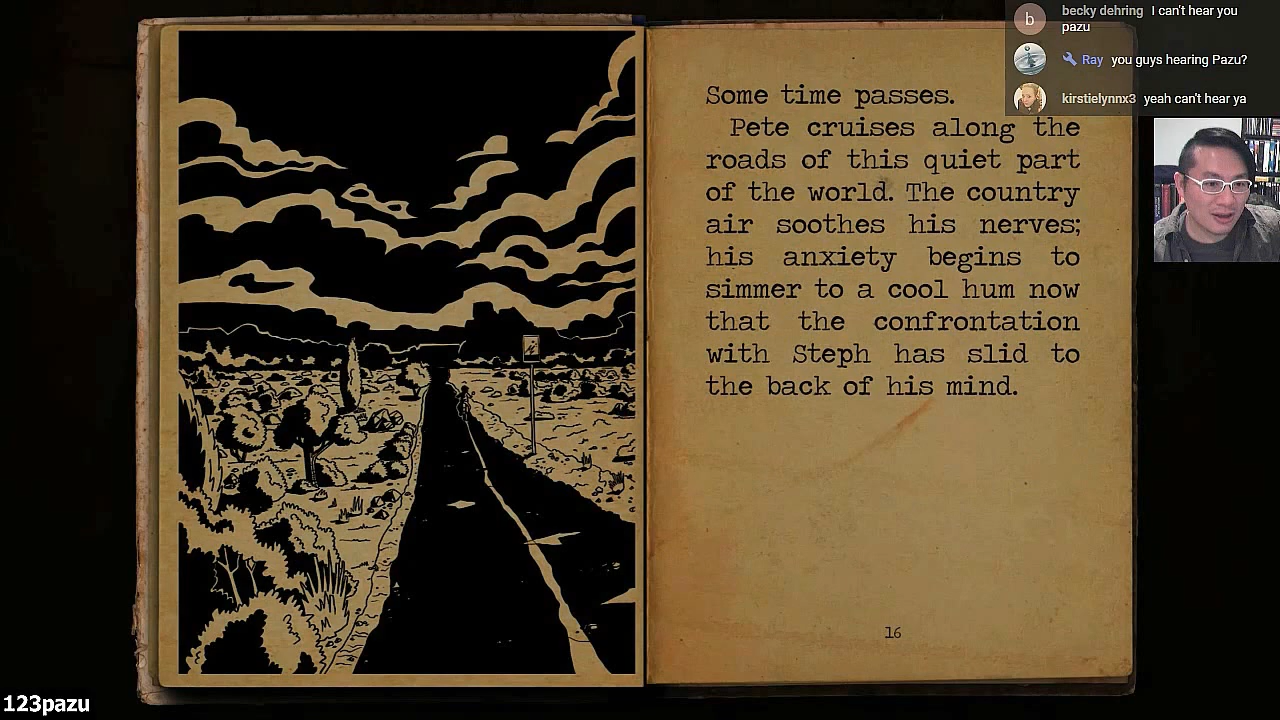 becky dehring I can't hear you
pazu
Ray you guys hearing Pazu?
kirstielynnx3 yeah can't hear ya
b
Some time passes.
Pete cruises along the
roads of this quiet part
of the world. The country
air soothes his nerves;
his anxiety begins to
simmer to a cool hum now
that the confrontation
with Steph has slid to
the back of his mind.
16
123pazu